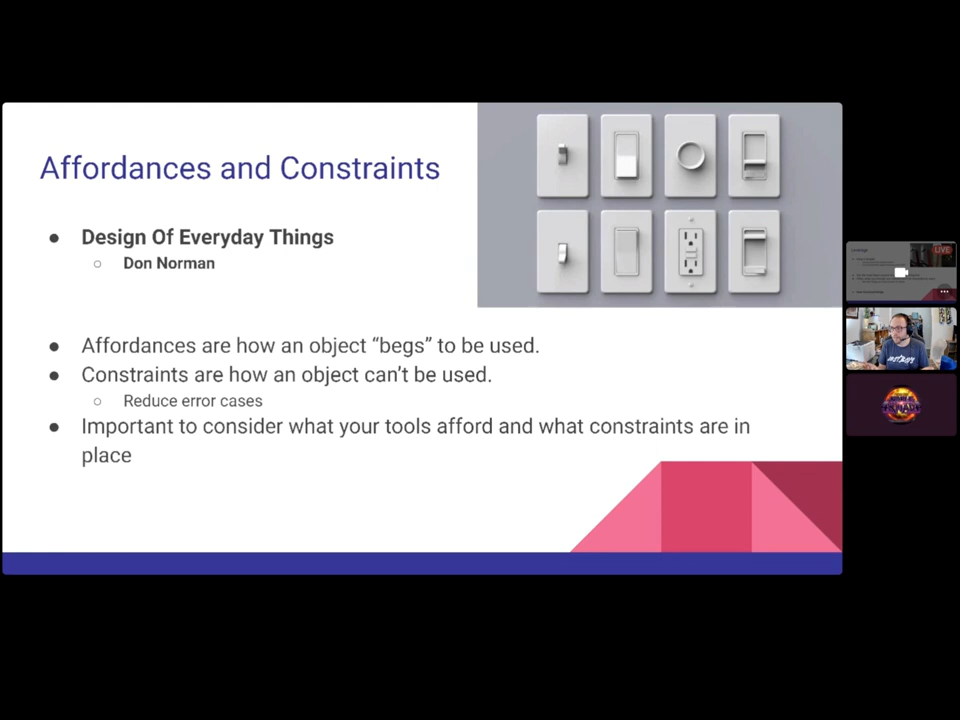 Affordances and Constraints
● Design Of Everyday Things
○ Don Norman
● Affordances are how an object “begs” to be used.
● Constraints are how an object can’t be used.
○ Reduce error cases
● Important to consider what your tools afford and what constraints are in
place
LIVE